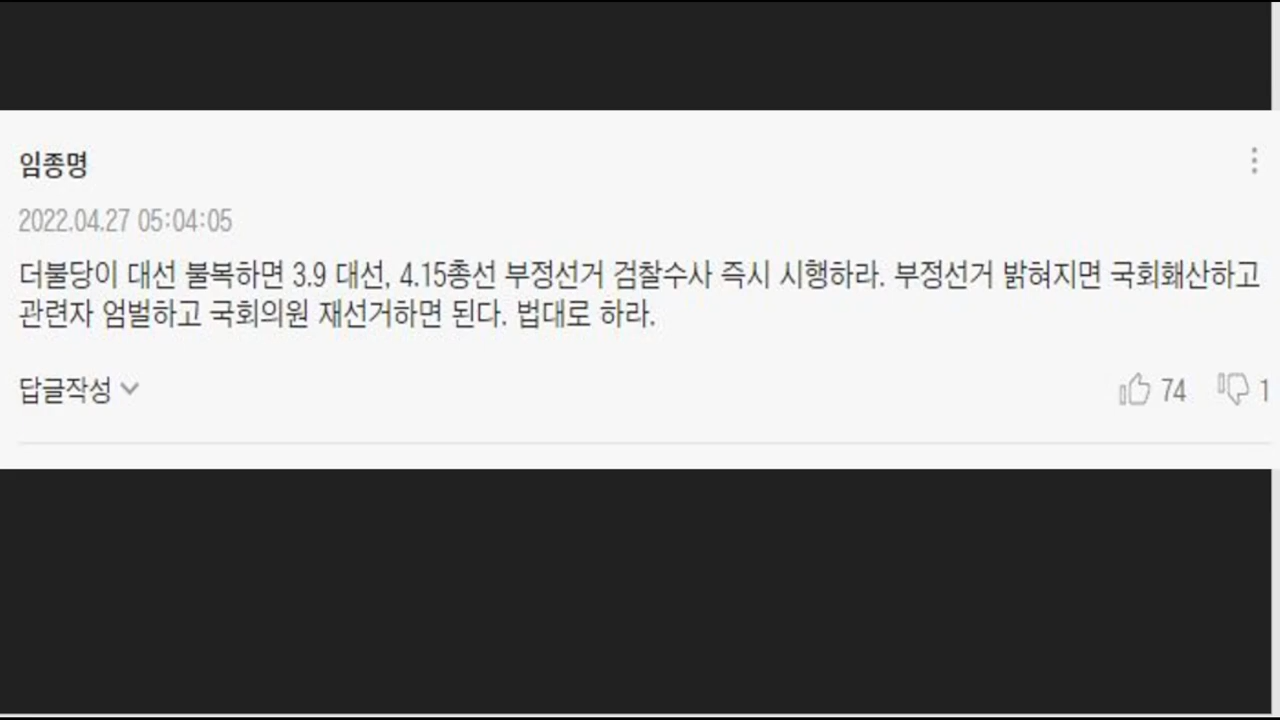 임종명
2022.04.27 05:04:05
더불당이 대선 불복하면 3.9 대선, 4.15총선 부정선거 검찰수사 즉시 시행하라. 부정선거 밝혀지면 국회홰산하고
관련자 엄벌하고 국회의원 재선거하면 된다. 법대로 하라.
답글작성
74
1